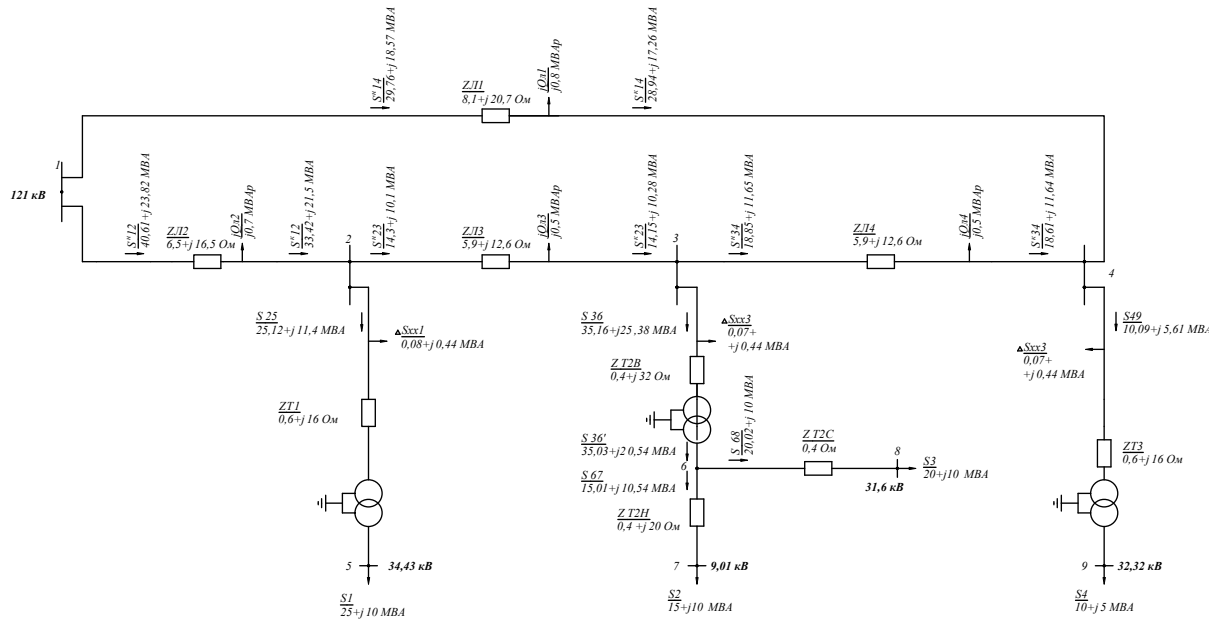 S" 14
29,76+j 18,57 МВА
ZЛ1
8,1+j 20,7 Ом
jQл1
j0,8 МВАр
S" 14
28,94+j 17,26 МВА
1
121 кВ
S" 12
40,61+j 23,82 МВА
ZЛ2
6,5+j 16,5 Ом
jQл2
j0,7 МВАр
S" 12
33,42+j 21,5 МВА
2
S" 23
14,3+j 10,1 МВА
ZЛ3
5,9+j 12,6 Ом
jQл3
j0,5 МВАр
S" 23
14,15+j 10,28 МВА
3
S" 34
18,85+j 11,65 МВА
ZЛ4
5,9+j 12,6 Ом
jQл4
j0,5 МВАр
S" 34
18,61+j 11,64 МВА
4
S 25
25,12+j 11,4 МВА
ΔSхх1
0,08+j 0,44 МВА
ZТ1
0,6+j 16 Ом
5
34,43 кВ
S1
25+j 10 МВА
S 36
35,16+j25,38 МВА
ΔSхх3
0,07+
+j 0,44 МВА
Z Т2В
0,4+j 32 Ом
S 36'
35,03+j20,54 МВА
6
S 67
15,01+j 10,54 МВА
S 68
20,02+j 10 МВА
Z Т2С
0,4 Ом
8
31,6 кВ
S3
20+j10 МВА
Z Т2Н
0,4 +j 20 Ом
7
9,01 кВ
S2
15+j10 МВА
S49
10,09+j 5,61 МВА
ΔSхх3
0,07+
+j 0,44 МВА
ZТ3
0,6+j 16 Ом
9
32,32 кВ
S4
10+j 5 МВА